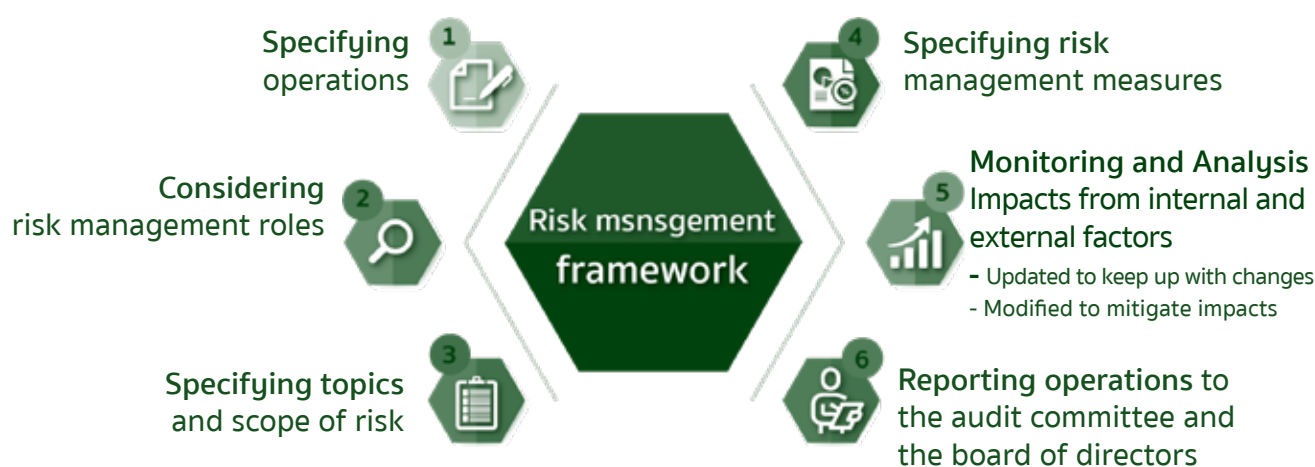 Risk msnsgement
framework
1
Specifying
operations
2
Considering
risk management roles
3
Specifying topics
and scope of risk
4
Specifying risk
management measures
5
Monitoring and Analysis
Impacts from internal and
external factors
- Updated to keep up with changes
- Modified to mitigate impacts
6
Reporting operations to
the audit committee and
the board of directors